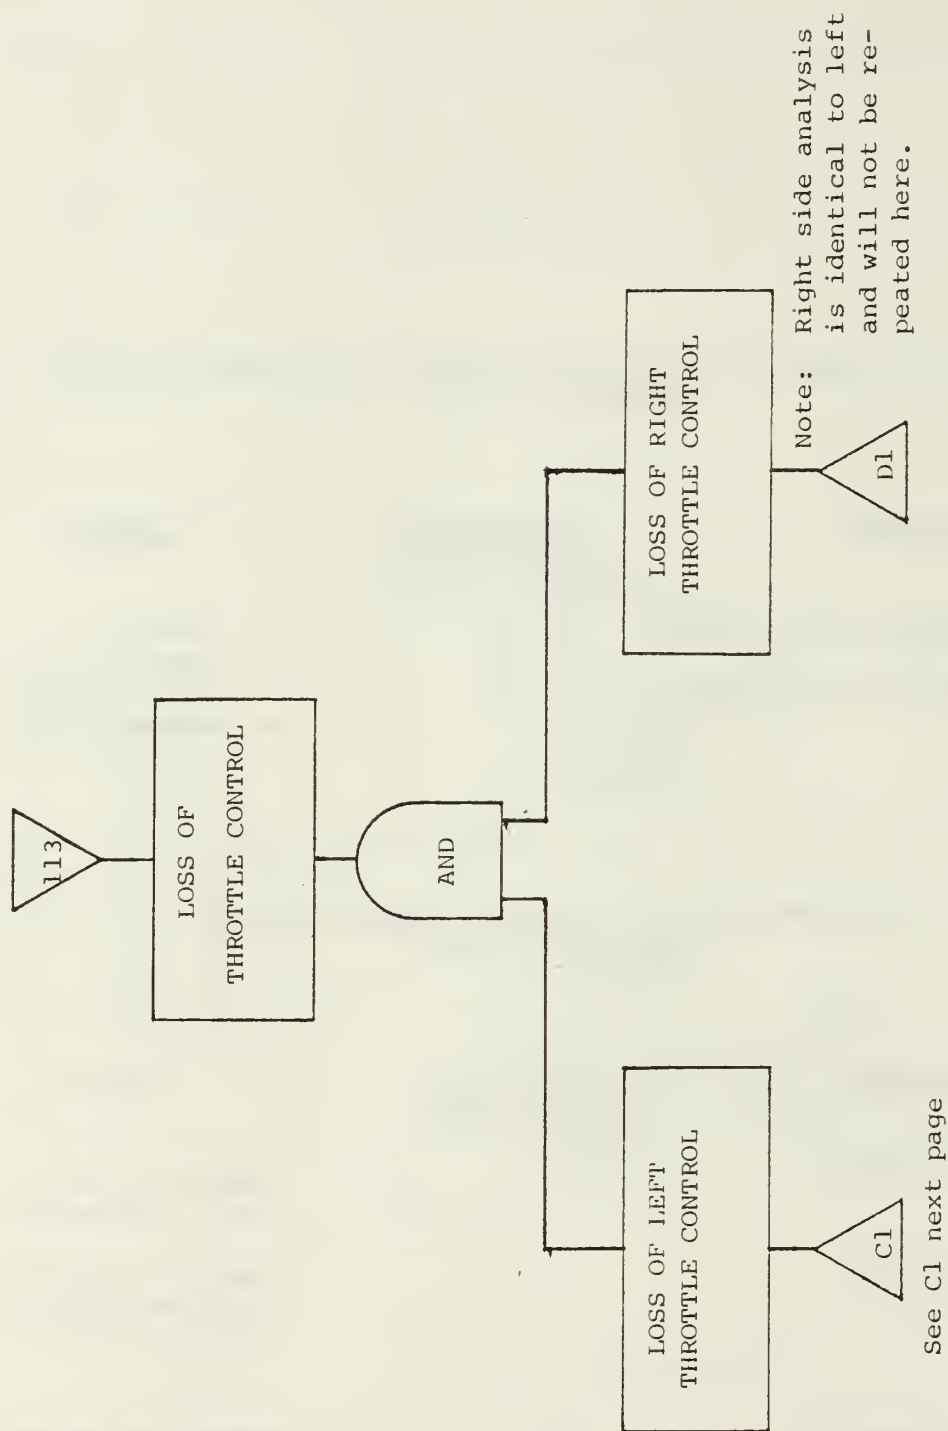 113
LOSS OF
THROTTLE CONTROL
AND
LOSS OF LEFT
THROTTLE CONTROL
C1
See C1 next page
LOSS OF RIGHT
THROTTLE CONTROL
D1
Note: Right side analysis
is identical to left
and will not be re-
peated here.